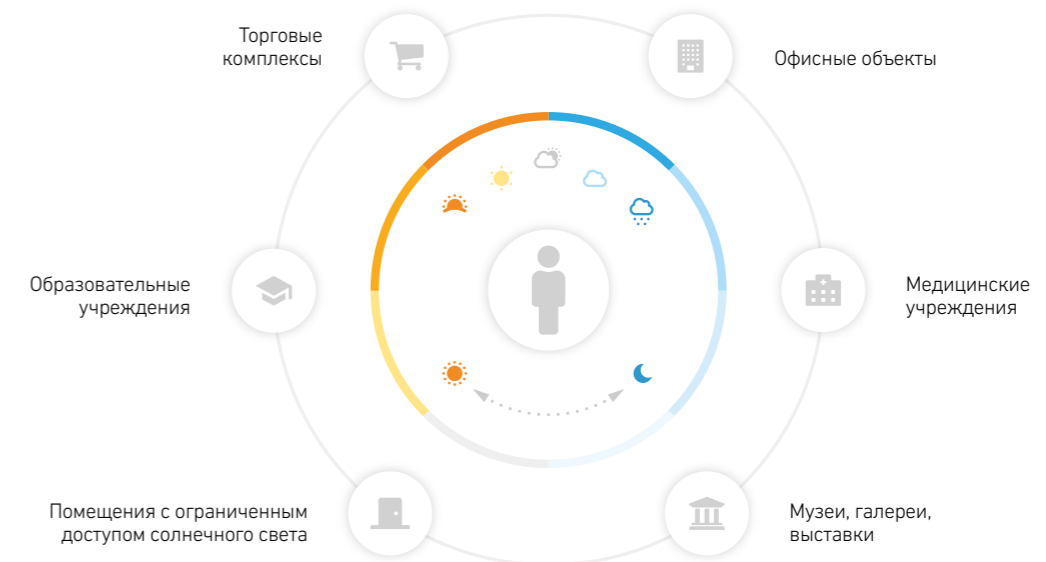 Торговые
комплексы
Офисные объекты
Образовательные
учреждения
Медицинские
учреждения
Помещения с ограниченным
доступом солнечного света
Музеи, галереи,
выставки